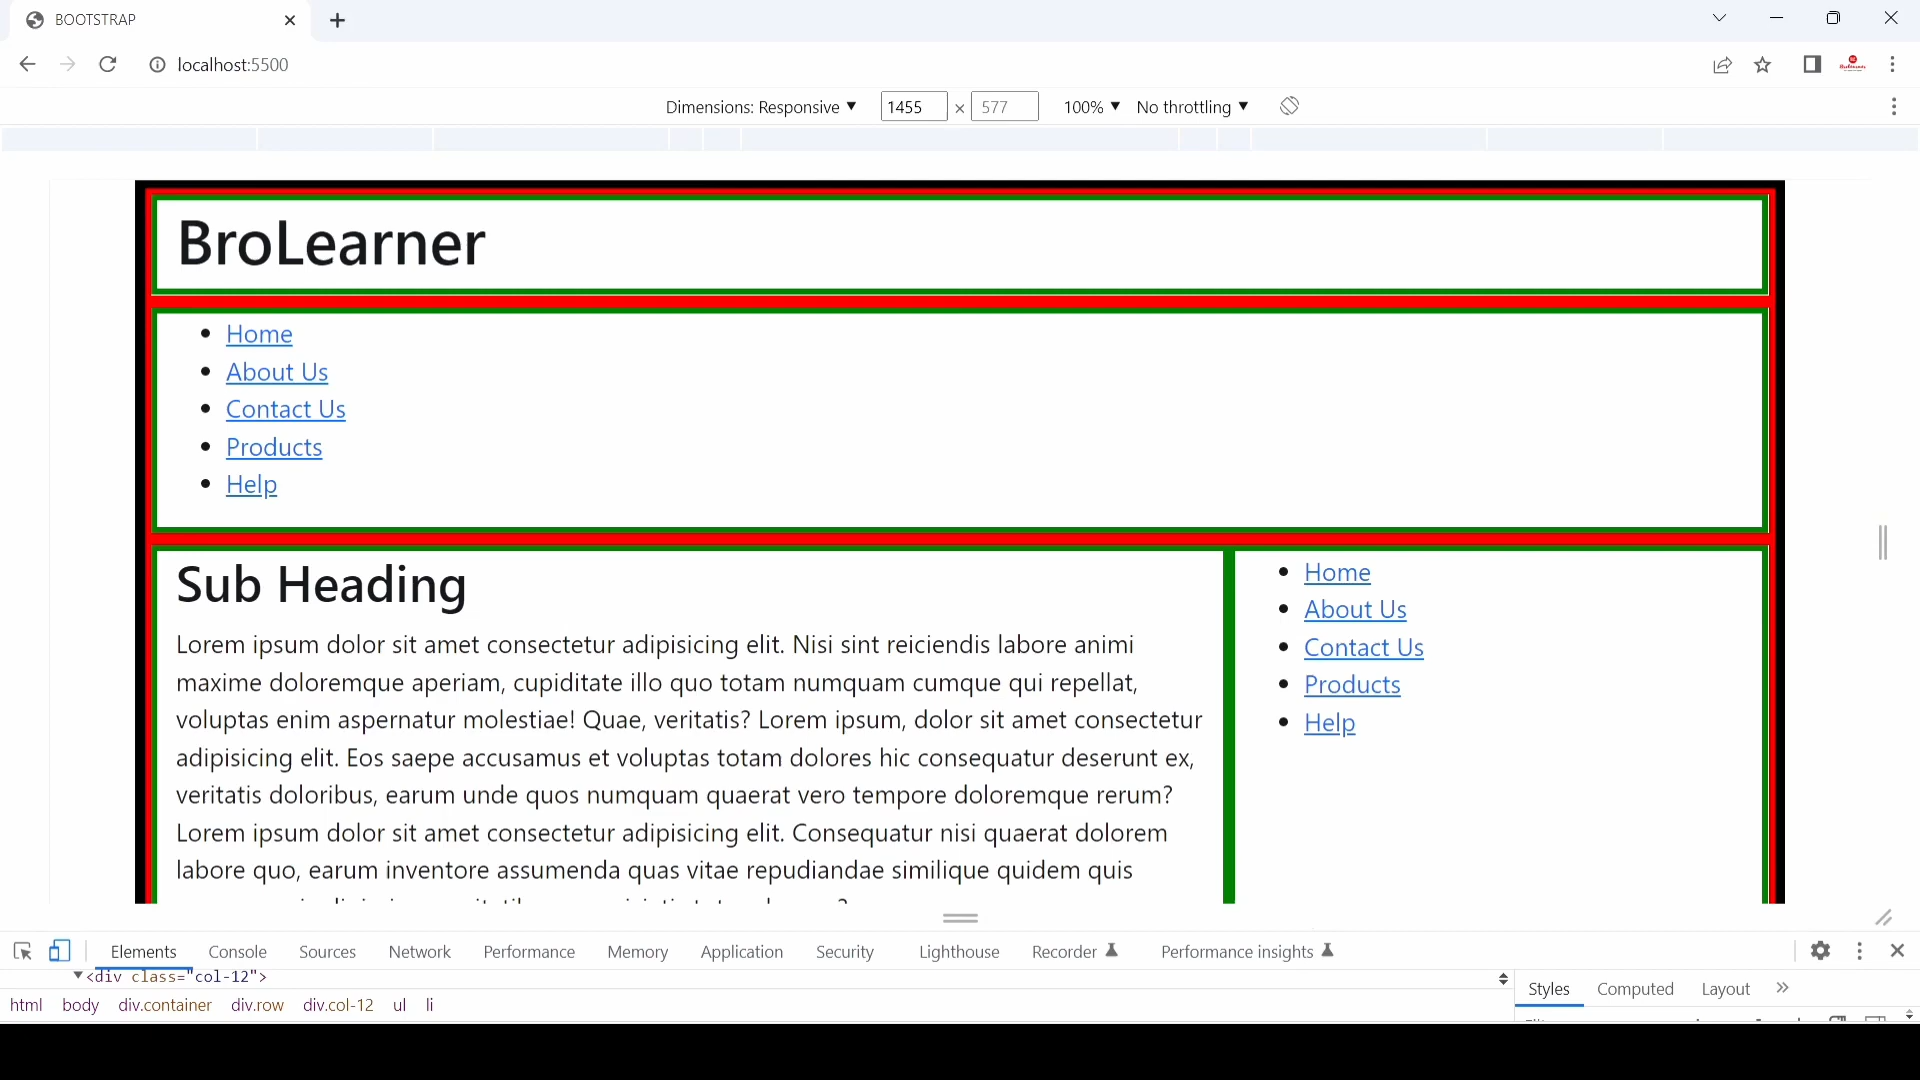 BOOTSTRAP
localhost:5500
Dimensions: Responsive 1455 × 577 100% No throttling
BroLearner
Home
About Us
Contact Us
Products
Help
Sub Heading
Lorem ipsum dolor sit amet consectetur adipisicing elit. Nisi sint reiciendis labore animi
maxime doloremque aperiam, cupiditate illo quo totam numquam cumque qui repellat,
voluptas enim aspernatur molestiae! Quae, veritatis? Lorem ipsum, dolor sit amet consectetur
adipisicing elit. Eos saepe accusamus et voluptas totam dolores hic consequatur deserunt ex,
veritatis doloribus, earum unde quos numquam quaerat vero tempore doloremque rerum?
Lorem ipsum dolor sit amet consectetur adipisicing elit. Consequatur nisi quaerat dolorem
labore quo, earum inventore assumenda quas vitae repudiandae similique quidem quis
Home
About Us
Contact Us
Products
Help
Elements Console Sources Network Performance Memory Application Security Lighthouse Recorder Performance insights
<div class="col-12">
html body div.container div.row div.col-12 ul li
Styles Computed Layout »